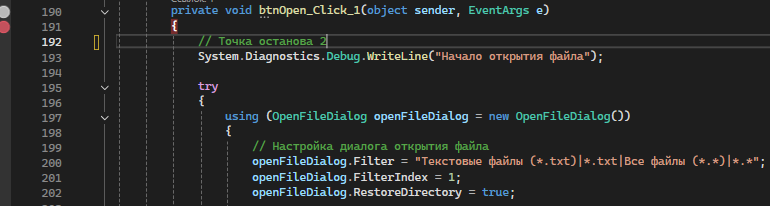 190 private void btnOpen_Click_1(object sender, EventArgs e)
191 {
192 // Точка останова 2
193 System.Diagnostics.Debug.WriteLine("Начало открытия файла");
194
195 try
196 {
197 using (OpenFileDialog openFileDialog = new OpenFileDialog())
198 {
199 // Настройка диалога открытия файла
200 openFileDialog.Filter = "Текстовые файлы (*.txt)|*.txt|Все файлы (*.*)|*.*";
201 openFileDialog.FilterIndex = 1;
202 openFileDialog.RestoreDirectory = true;